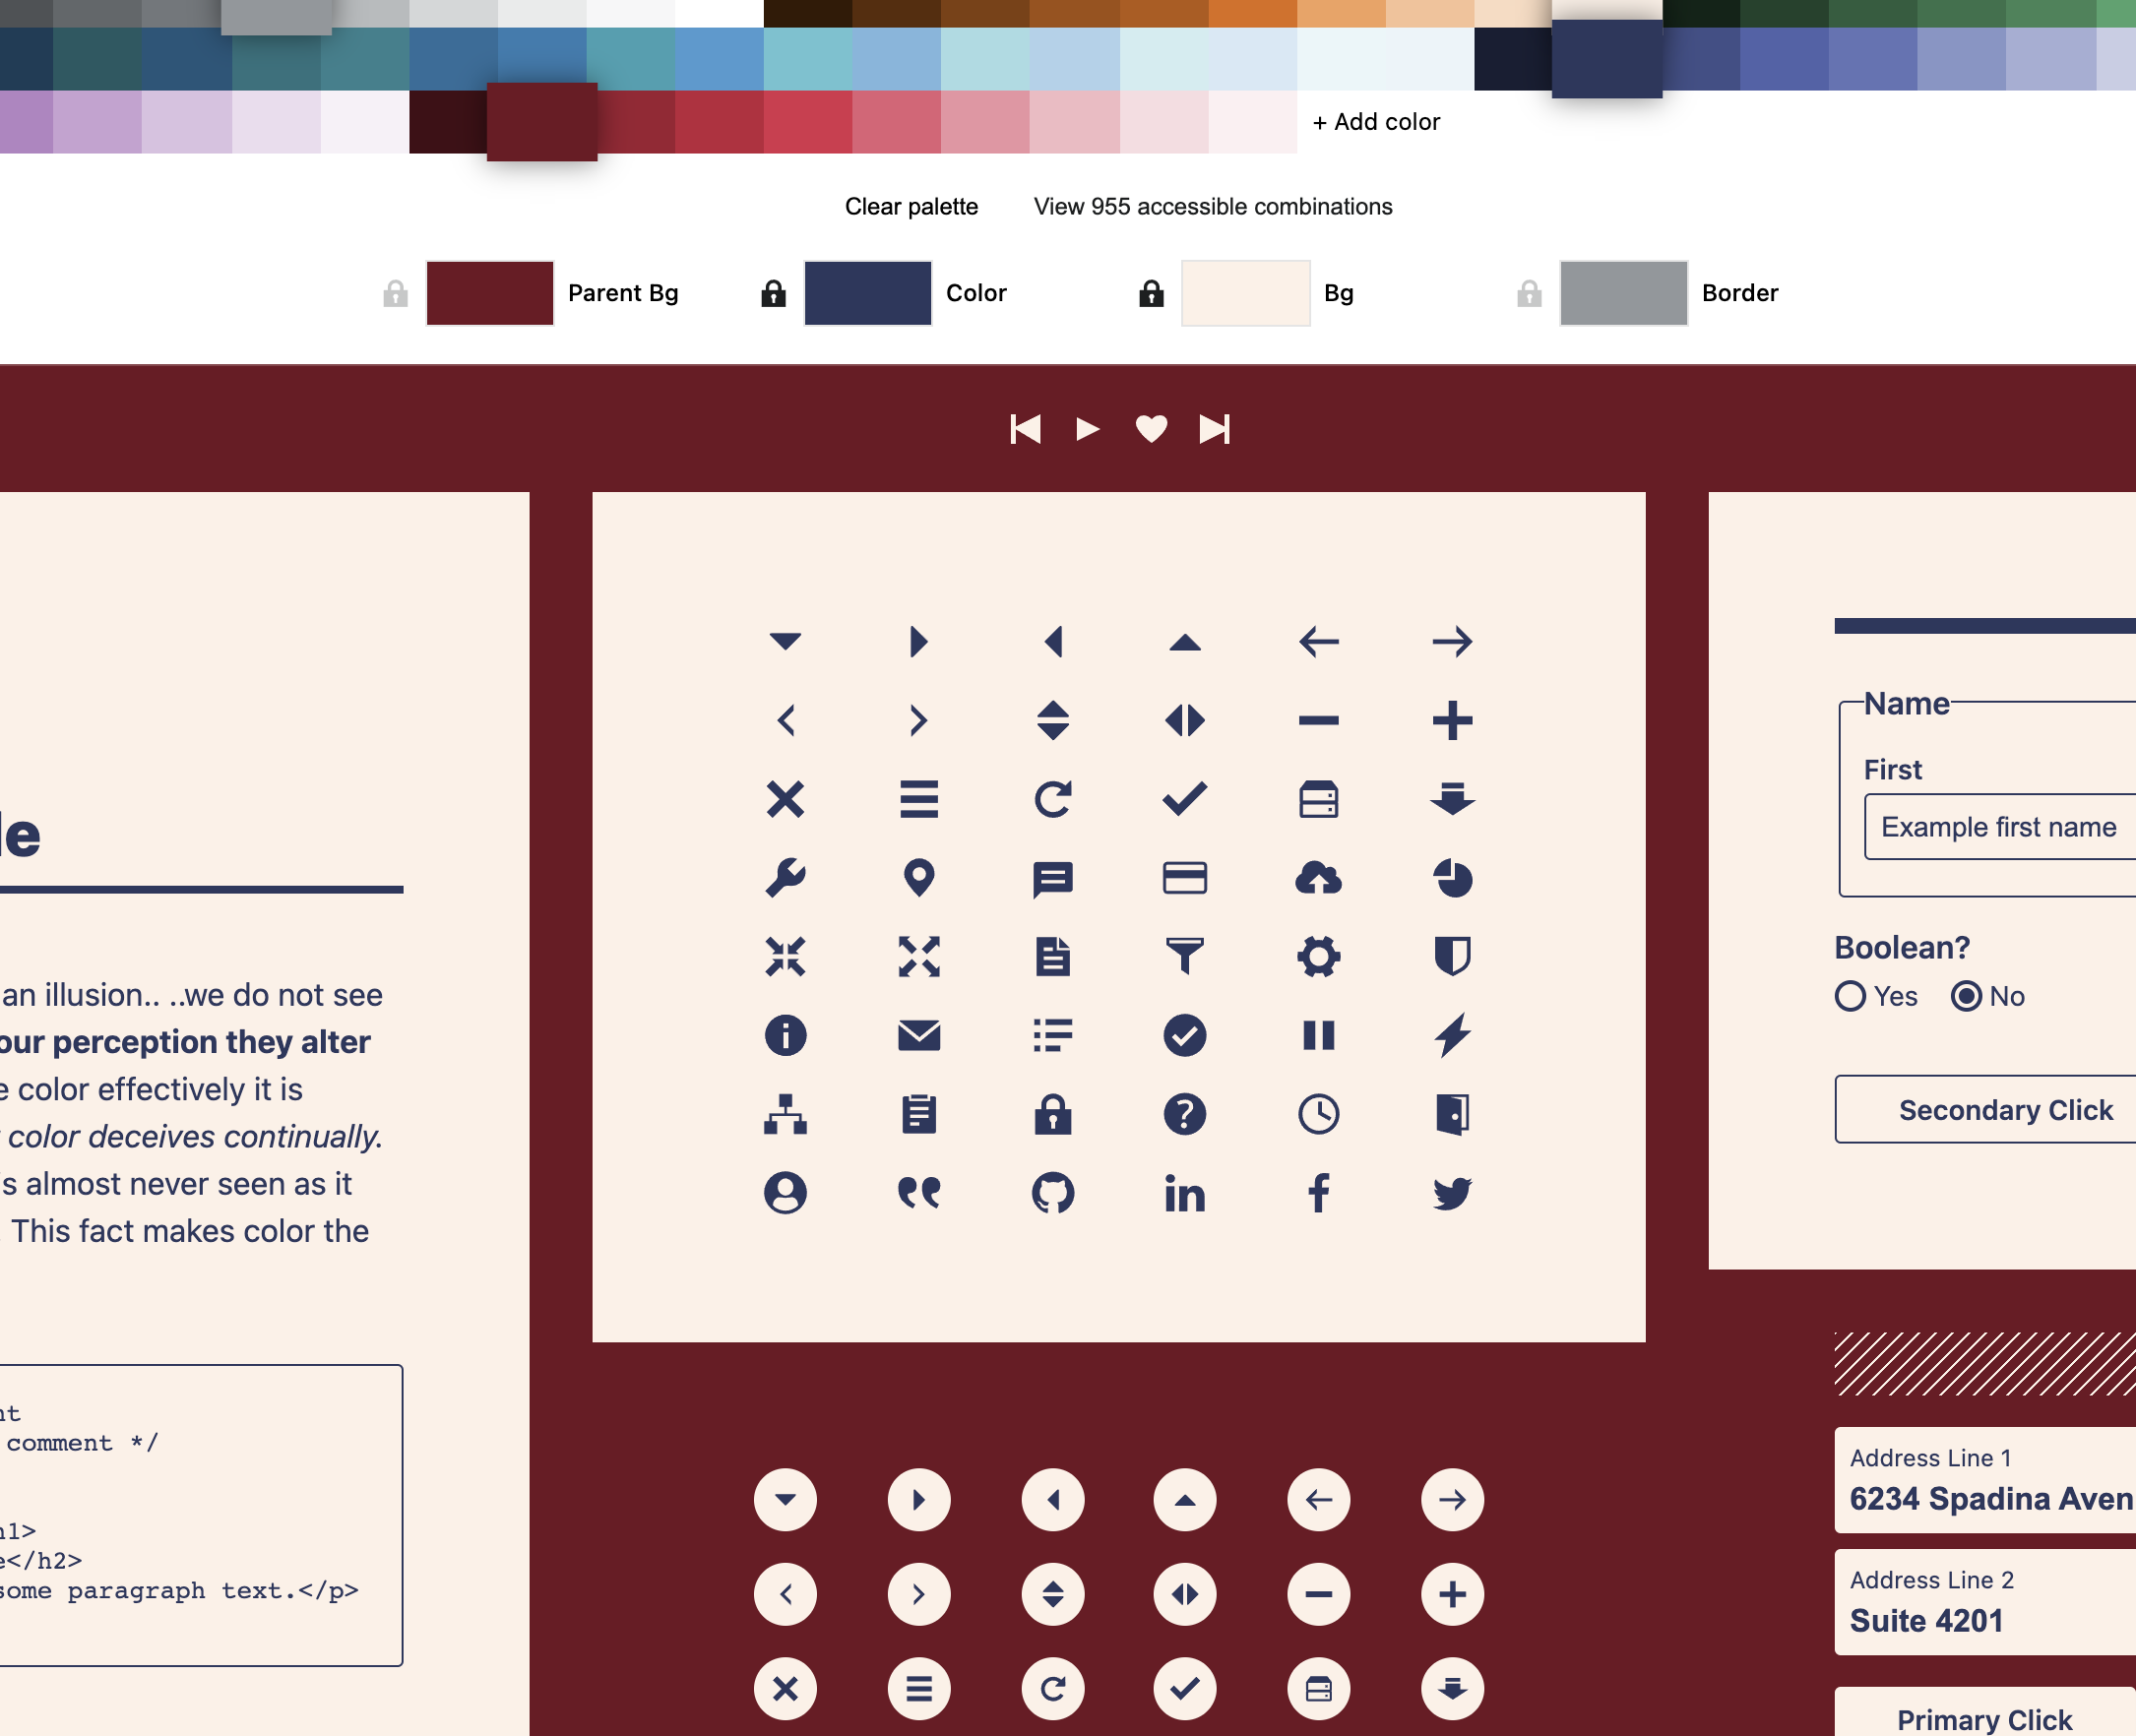 + Add color
Clear palette
View 955 accessible combinations
Parent Bg
Color
Bg
Border
an illusion.. ..we do not see
our perception they alter
color effectively it is
color deceives continually.
almost never seen as it
This fact makes color the
comment */
</h2>
some paragraph text.</p>
Name
First
Example first name
Boolean?
Yes
No
Secondary Click
Address Line 1
6234 Spadina Aven
Address Line 2
Suite 4201
Primary Click